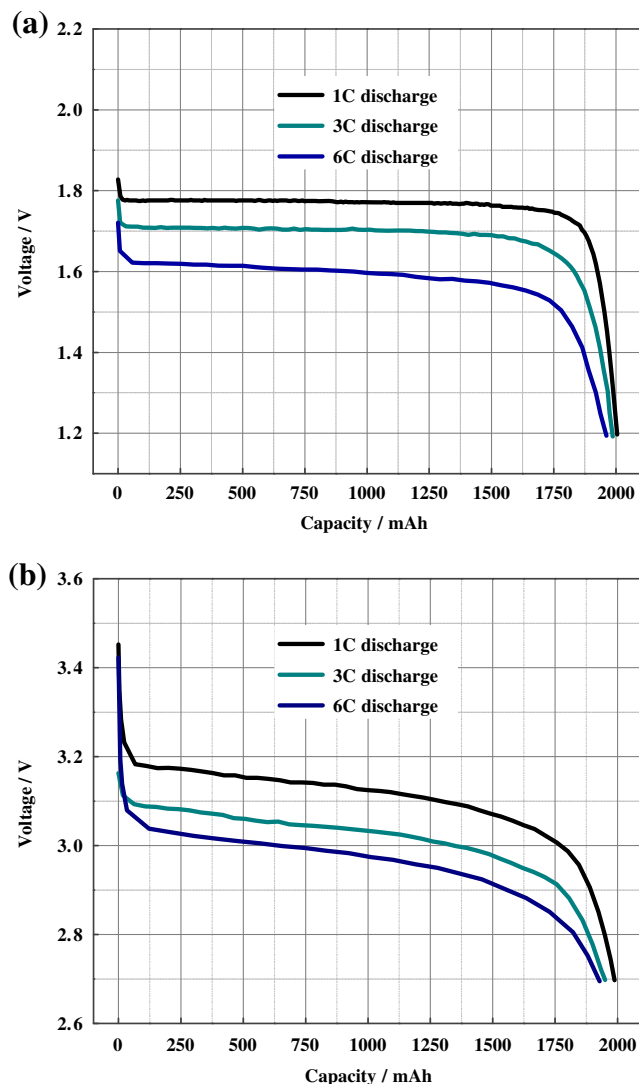 (a)
2.2
2.0
1.8
1.6
1.4
1.2
Voltage / V
1C discharge
3C discharge
6C discharge
0 250 500 750 1000 1250 1500 1750 2000
Capacity / mAh
(b)
3.6
3.4
3.2
3.0
2.8
2.6
Voltage / V
1C discharge
3C discharge
6C discharge
0 250 500 750 1000 1250 1500 1750 2000
Capacity / mAh